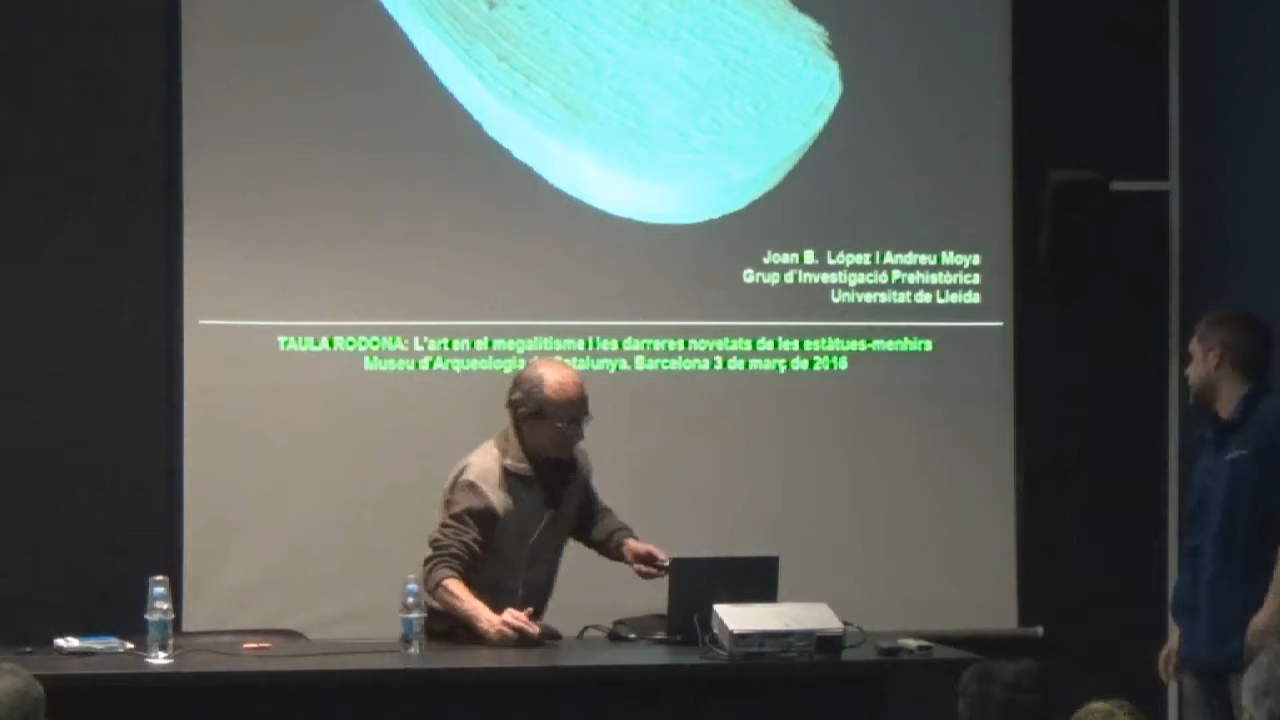 Joan B. López i Andreu Moya
Grup d'Investigació Prehistòrica
Universitat de Lleida
TAULA RODONA: L'art en el megalitisme i les darreres novetats de les estàtues-menhirs
Museu d'Arqueologia Catalunya. Barcelona 3 de març de 2016